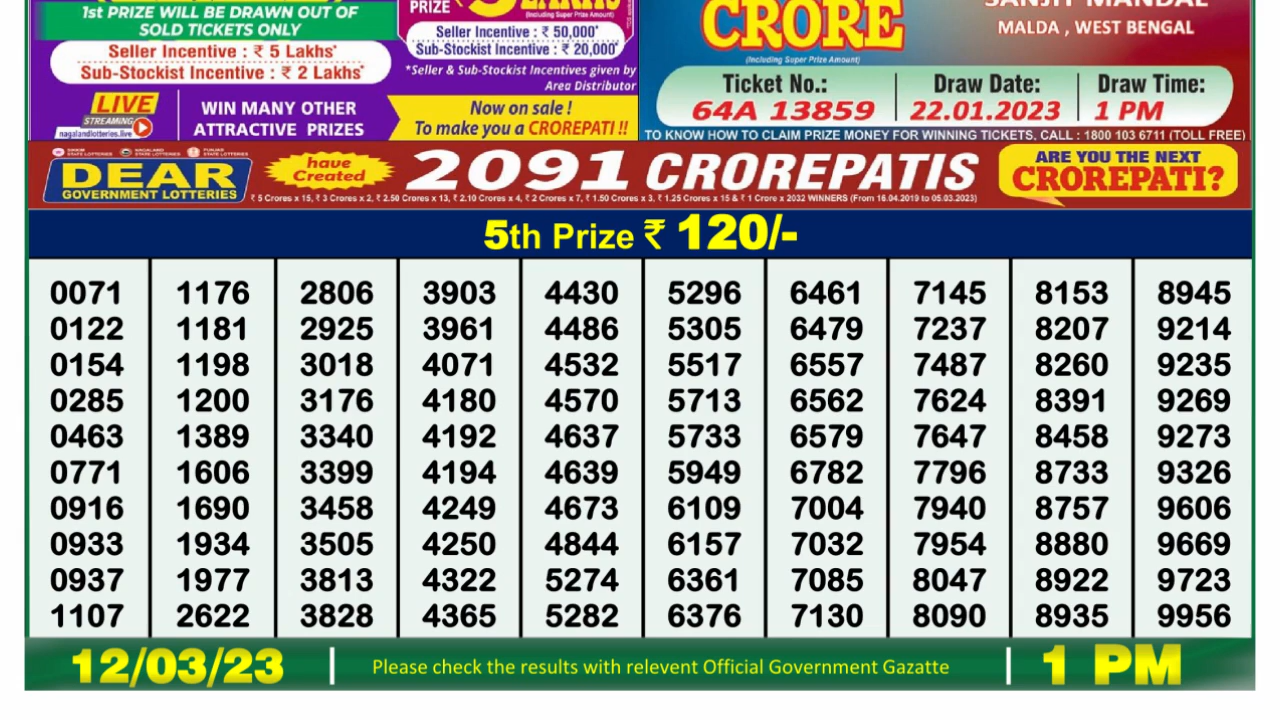 1st PRIZE WILL BE DRAWN OUT OF
SOLD TICKETS ONLY
Seller Incentive : ₹ 5 Lakhs*
Sub-Stockist Incentive : ₹ 2 Lakhs*
LIVE
STREAMING
nagalandlotteries.live
WIN MANY OTHER
ATTRACTIVE PRIZES
PRIZE
(Including Super Prize Amount)
Seller Incentive : ₹ 50,000*
Sub-Stockist Incentive : ₹ 20,000*
*Seller & Sub-Stockist Incentives given by
Area Distributor
Now on sale !
To make you a CROREPATI !!
CRORE
(Including Super Prize Amount)
SANJIT MANDAL
MALDA , WEST BENGAL
Ticket No.: Draw Date: Draw Time:
64A 13859 22.01.2023 1 PM
TO KNOW HOW TO CLAIM PRIZE MONEY FOR WINNING TICKETS, CALL : 1800 103 6711 (TOLL FREE)
SIKKIM STATE LOTTERIES NAGALAND STATE LOTTERIES PUNJAB STATE LOTTERIES
DEAR
GOVERNMENT LOTTERIES
have
Created
2091 CROREPATIS
₹ 5 Crores x 15, ₹ 3 Crores x 2, ₹ 2.50 Crores x 13, ₹ 2.10 Crores x 4, ₹ 2 Crores x 7, ₹ 1.50 Crores x 3, ₹ 1.25 Crores x 15 & ₹ 1 Crore x 2032 WINNERS (From 16.04.2019 to 05.03.2023)
ARE YOU THE NEXT
CROREPATI?
5th Prize ₹ 120/-
0071 1176 2806 3903 4430 5296 6461 7145 8153 8945
0122 1181 2925 3961 4486 5305 6479 7237 8207 9214
0154 1198 3018 4071 4532 5517 6557 7487 8260 9235
0285 1200 3176 4180 4570 5713 6562 7624 8391 9269
0463 1389 3340 4192 4637 5733 6579 7647 8458 9273
0771 1606 3399 4194 4639 5949 6782 7796 8733 9326
0916 1690 3458 4249 4673 6109 7004 7940 8757 9606
0933 1934 3505 4250 4844 6157 7032 7954 8880 9669
0937 1977 3813 4322 5274 6361 7085 8047 8922 9723
1107 2622 3828 4365 5282 6376 7130 8090 8935 9956
12/03/23 Please check the results with relevent Official Government Gazatte 1 PM